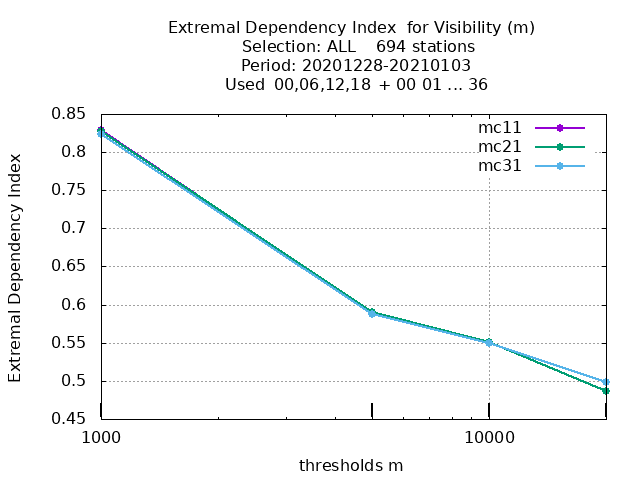 Extremal Dependency Index  for Visibility (m)
Selection: ALL    694 stations
Period: 20201228-20210103
Used  00,06,12,18  + 00 01 ... 36
mc11
mc21
mc31
Extremal Dependency Index
0.85
0.8
0.75
0.7
0.65
0.6
0.55
0.5
0.45
1000
10000
thresholds m